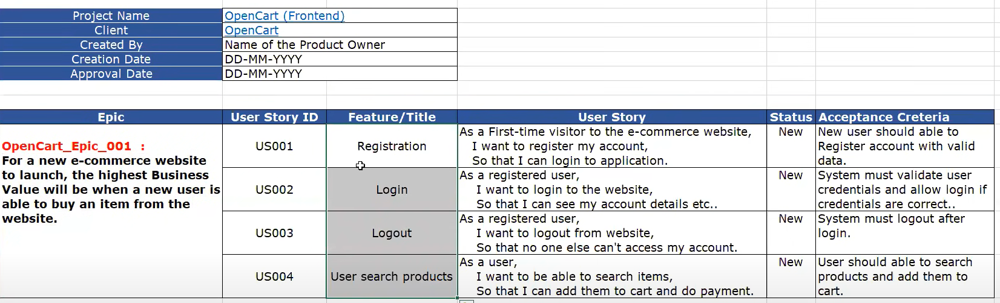 Project Name OpenCart (Frontend)
Client OpenCart
Created By Name of the Product Owner
Creation Date DD-MM-YYYY
Approval Date DD-MM-YYYY
Epic User Story ID Feature/Title User Story Status Acceptance Creteria
OpenCart_Epic_001 :
For a new e-commerce website
to launch, the highest Business
Value will be when a new user is
able to buy an item from the
website.
US001
Registration
As a First-time visitor to the e-commerce website,
I want to register my account,
So that I can login to application.
New
New user should able to
Register account with valid
data.
US002
Login
As a registered user,
I want to login to the website,
So that I can see my account details etc..
New
System must validate user
credentials and allow login if
credentials are correct..
US003
Logout
As a registered user,
I want to logout from website,
So that no one else can't access my account.
New
System must logout after
login.
US004
User search products
As a user,
I want to be able to search items,
So that I can add them to cart and do payment.
New
User should able to search
products and add them to
cart.